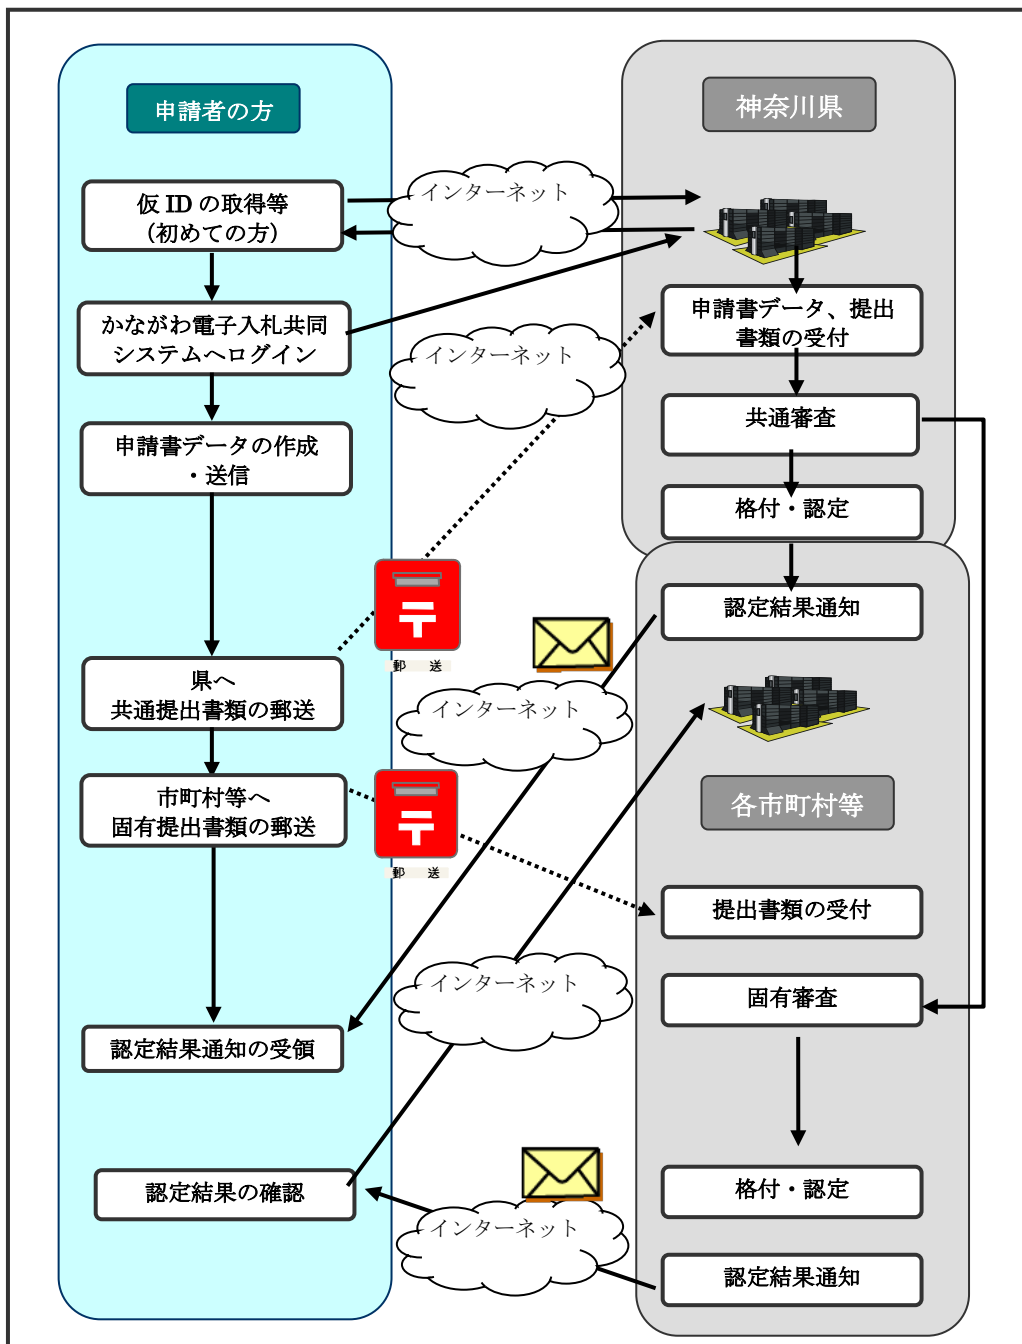 申請者の方
神奈川県
仮 ID の取得等
（初めての方）
インターネット
かながわ電子入札共同
システムへログイン
インターネット
申請書データ、提出
書類の受付
申請書データの作成
・送信
共通審査
格付・認定
認定結果通知
郵　送
県へ
共通提出書類の郵送
インターネット
市町村等へ
固有提出書類の郵送
各市町村等
郵　送
提出書類の受付
インターネット
固有審査
認定結果通知の受領
認定結果の確認
格付・認定
インターネット
認定結果通知